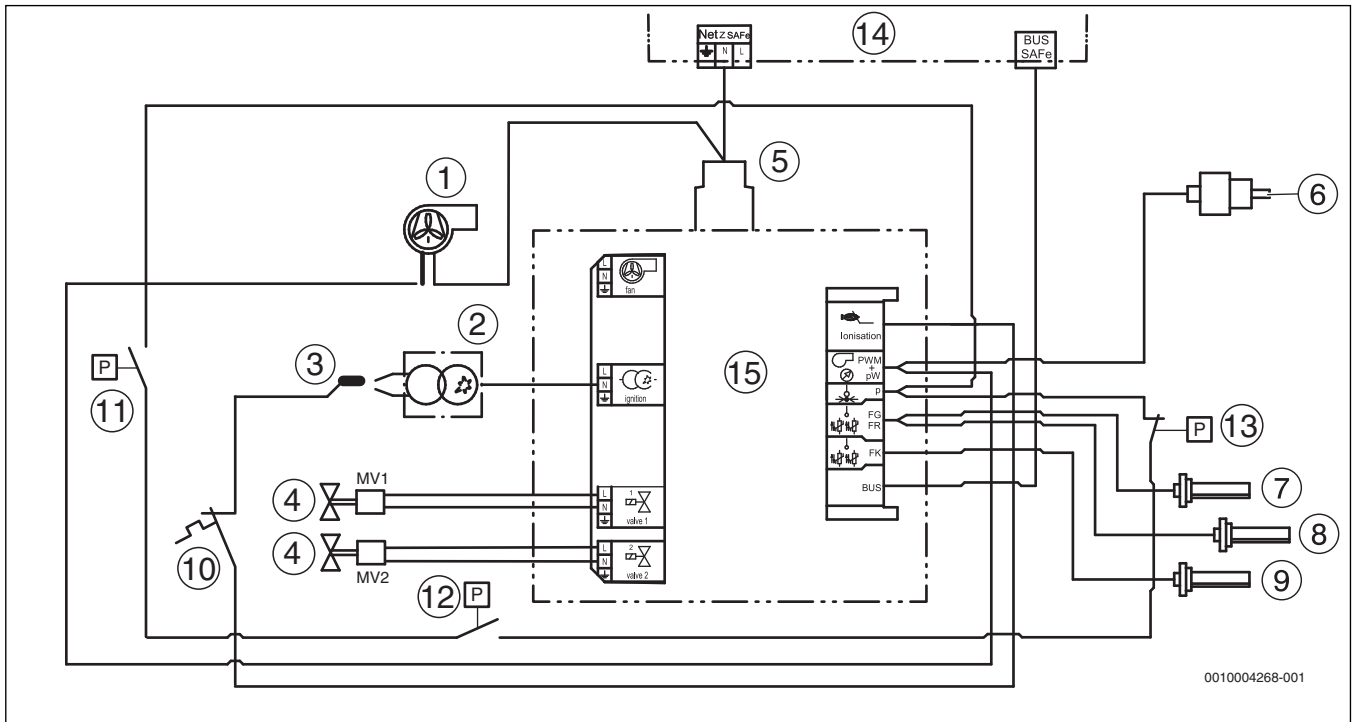 Netz SAFe
N L
14
BUS
SAFe
1
5
6
L
N
fan
Ionisation
2
3
15
PWM
+
pW
P
11
L
N
ignition
P
FG
FR
P
13
FK
4
MV1
L
N
1
valve 1
BUS
7
10
4
MV2
L
N
2
valve 2
8
12
P
9
0010004268-001